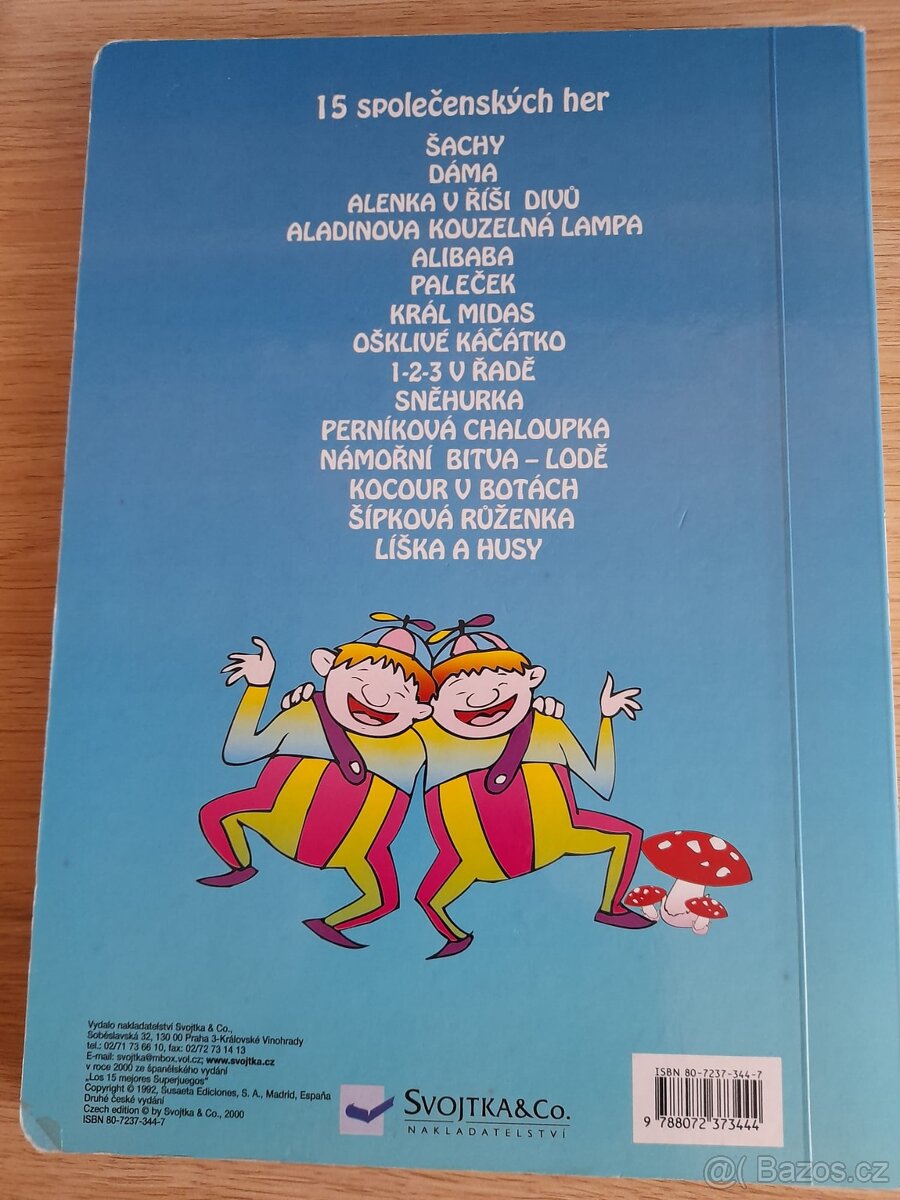 15 společenských her
ŠACHY
DÁMA
ALENKA V ŘÍŠI DIVŮ
ALADINOVA KOUZELNÁ LAMPA
ALIBABA
PALEČEK
KRÁL MIDAS
OŠKLIVÉ KÁČÁTKO
1-2-3 V ŘADĚ
SNĚHURKA
PERNÍKOVÁ CHALOUPKA
NÁMOŘNÍ BITVA – LODĚ
KOCOUR V BOTÁCH
ŠÍPKOVÁ RŮŽENKA
LÍŠKA A HUSY
Vydalo nakladatelství Svojtka & Co.,
Soběslavská 32, 130 00 Praha 3-Královské Vinohrady
tel.: 02/71 73 66 10, fax: 02/72 73 14 13
E-mail: svojtka@mbox.vol.cz; www.svojtka.cz
v roce 2000 ze španělského vydání
„Los 15 mejores Superjuegos"
Copyright © 1992, Susaeta Ediciones, S. A., Madrid, España
Druhé české vydání
Czech edition © by Svojtka & Co., 2000
ISBN 80-7237-344-7
SVOJTKA&CO.
NAKLADATELSTVÍ
ISBN 80-7237-344-7
9 788072 373444
@( Bazos.cz